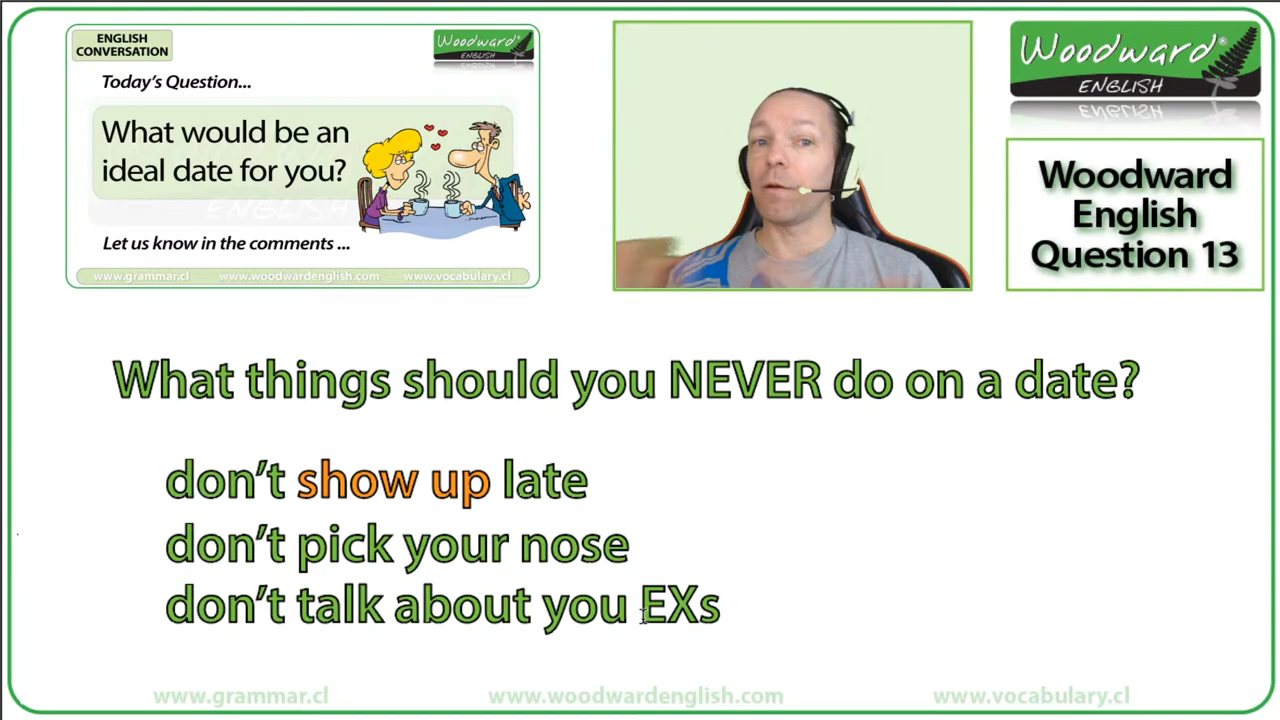 ENGLISH
CONVERSATION
Woodward
ENGLISH
Today's Question...
What would be an
ideal date for you?
Let us know in the comments ...
www.grammar.cl www.woodwardenglish.com www.vocabulary.cl
Woodward®
ENGLISH
Woodward
English
Question 13
What things should you NEVER do on a date?
don't show up late
don't pick your nose
don't talk about you EXs
www.grammar.cl www.woodwardenglish.com www.vocabulary.cl